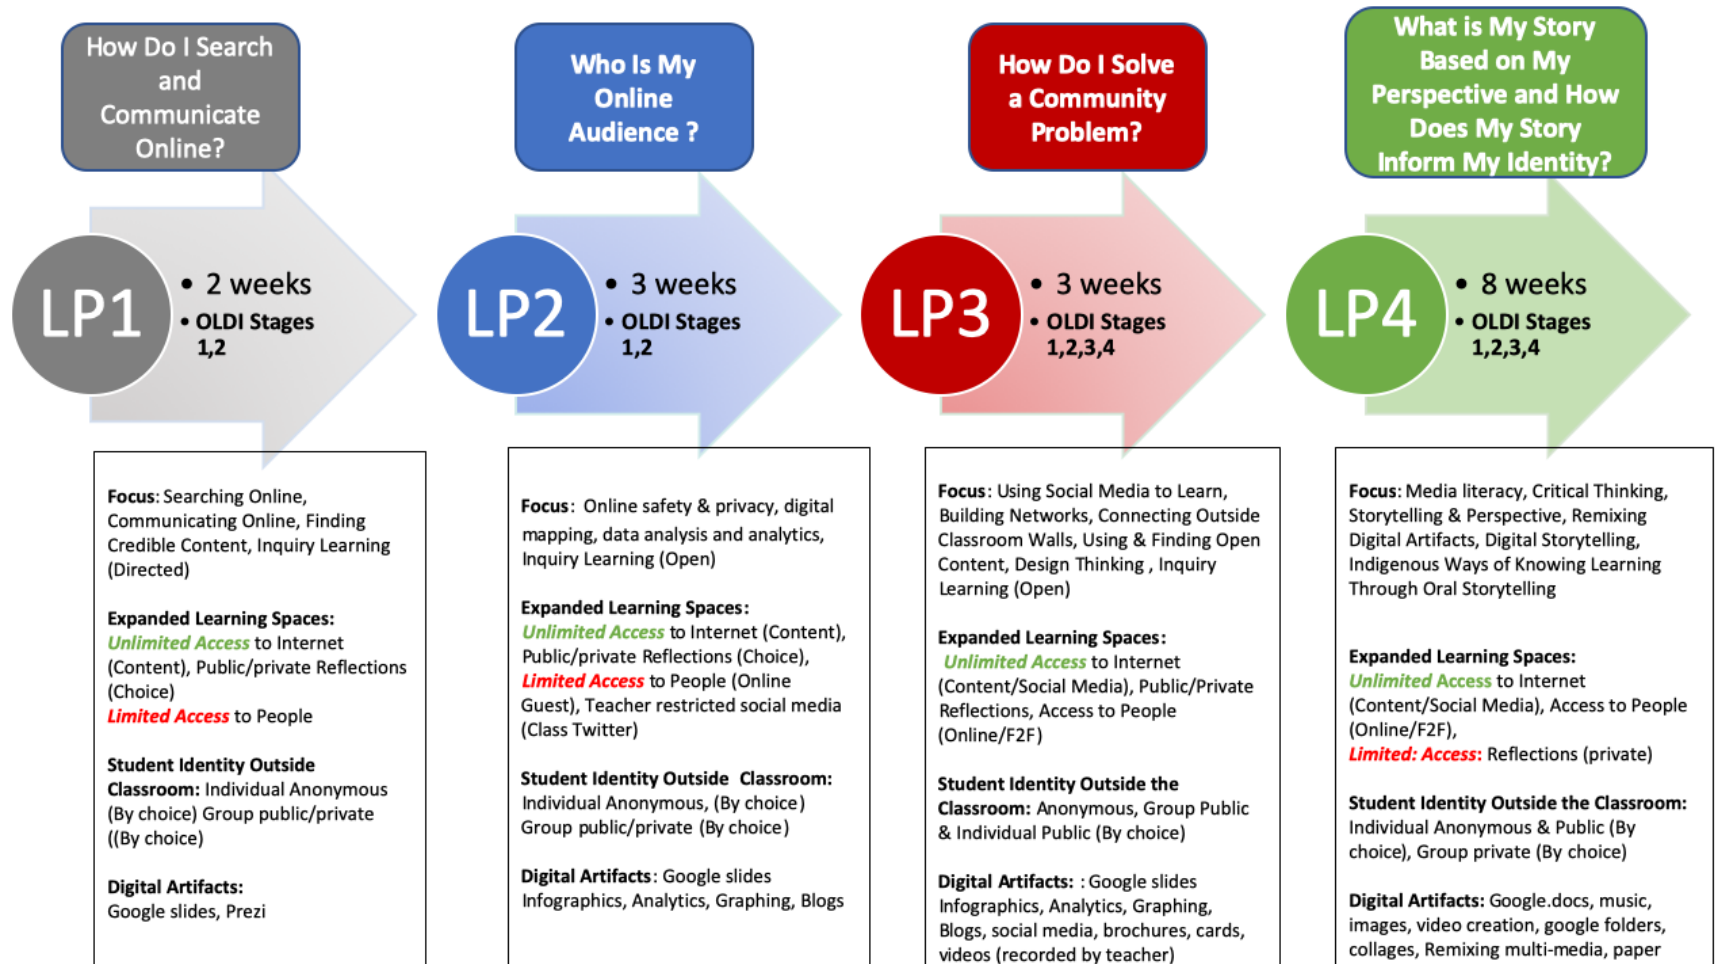 How Do I Search
and
Communicate
Online?
LP1
• 2 weeks
• OLDI Stages
1,2
Focus: Searching Online,
Communicating Online, Finding
Credible Content, Inquiry Learning
(Directed)
Expanded Learning Spaces:
Unlimited Access to Internet
(Content), Public/private Reflections
(Choice)
Limited Access to People
Student Identity Outside
Classroom: Individual Anonymous
(By choice) Group public/private
((By choice)
Digital Artifacts:
Google slides, Prezi
Who Is My
Online
Audience ?
LP2
• 3 weeks
• OLDI Stages
1,2
Focus: Online safety & privacy, digital
mapping, data analysis and analytics,
Inquiry Learning (Open)
Expanded Learning Spaces:
Unlimited Access to Internet (Content),
Public/private Reflections (Choice),
Limited Access to People (Online
Guest), Teacher restricted social media
(Class Twitter)
Student Identity Outside Classroom:
Individual Anonymous, (By choice)
Group public/private (By choice)
Digital Artifacts: Google slides
Infographics, Analytics, Graphing, Blogs
How Do I Solve
a Community
Problem?
LP3
• 3 weeks
• OLDI Stages
1,2,3,4
Focus: Using Social Media to Learn,
Building Networks, Connecting Outside
Classroom Walls, Using & Finding Open
Content, Design Thinking , Inquiry
Learning (Open)
Expanded Learning Spaces:
Unlimited Access to Internet
(Content/Social Media), Public/Private
Reflections, Access to People
(Online/F2F)
Student Identity Outside the
Classroom: Anonymous, Group Public
& Individual Public (By choice)
Digital Artifacts: : Google slides
Infographics, Analytics, Graphing,
Blogs, social media, brochures, cards,
videos (recorded by teacher)
What is My Story
Based on My
Perspective and How
Does My Story
Inform My Identity?
LP4
• 8 weeks
• OLDI Stages
1,2,3,4
Focus: Media literacy, Critical Thinking,
Storytelling & Perspective, Remixing
Digital Artifacts, Digital Storytelling,
Indigenous Ways of Knowing Learning
Through Oral Storytelling
Expanded Learning Spaces:
Unlimited Access to Internet
(Content/Social Media), Access to People
(Online/F2F),
Limited: Access: Reflections (private)
Student Identity Outside the Classroom:
Individual Anonymous & Public (By
choice), Group private (By choice)
Digital Artifacts: Google.docs, music,
images, video creation, google folders,
collages, Remixing multi-media, paper